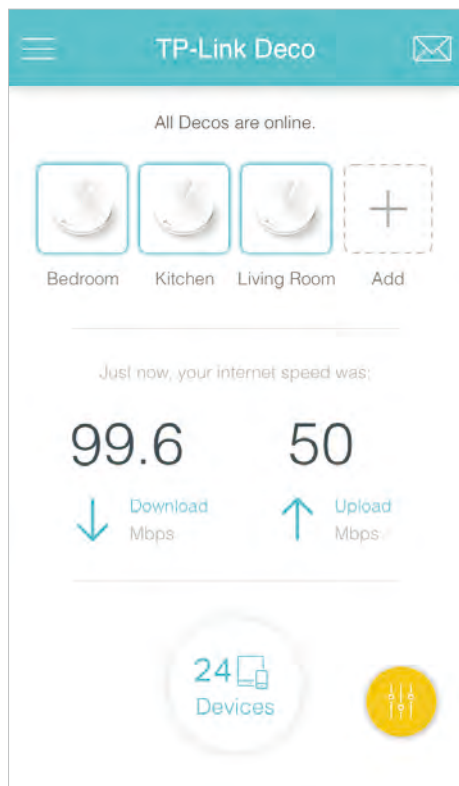 TP-Link Deco
All Decos are online.
Bedroom Kitchen Living Room Add
Just now, your internet speed was:
99.6 50
Download Upload
Mbps Mbps
24
Devices